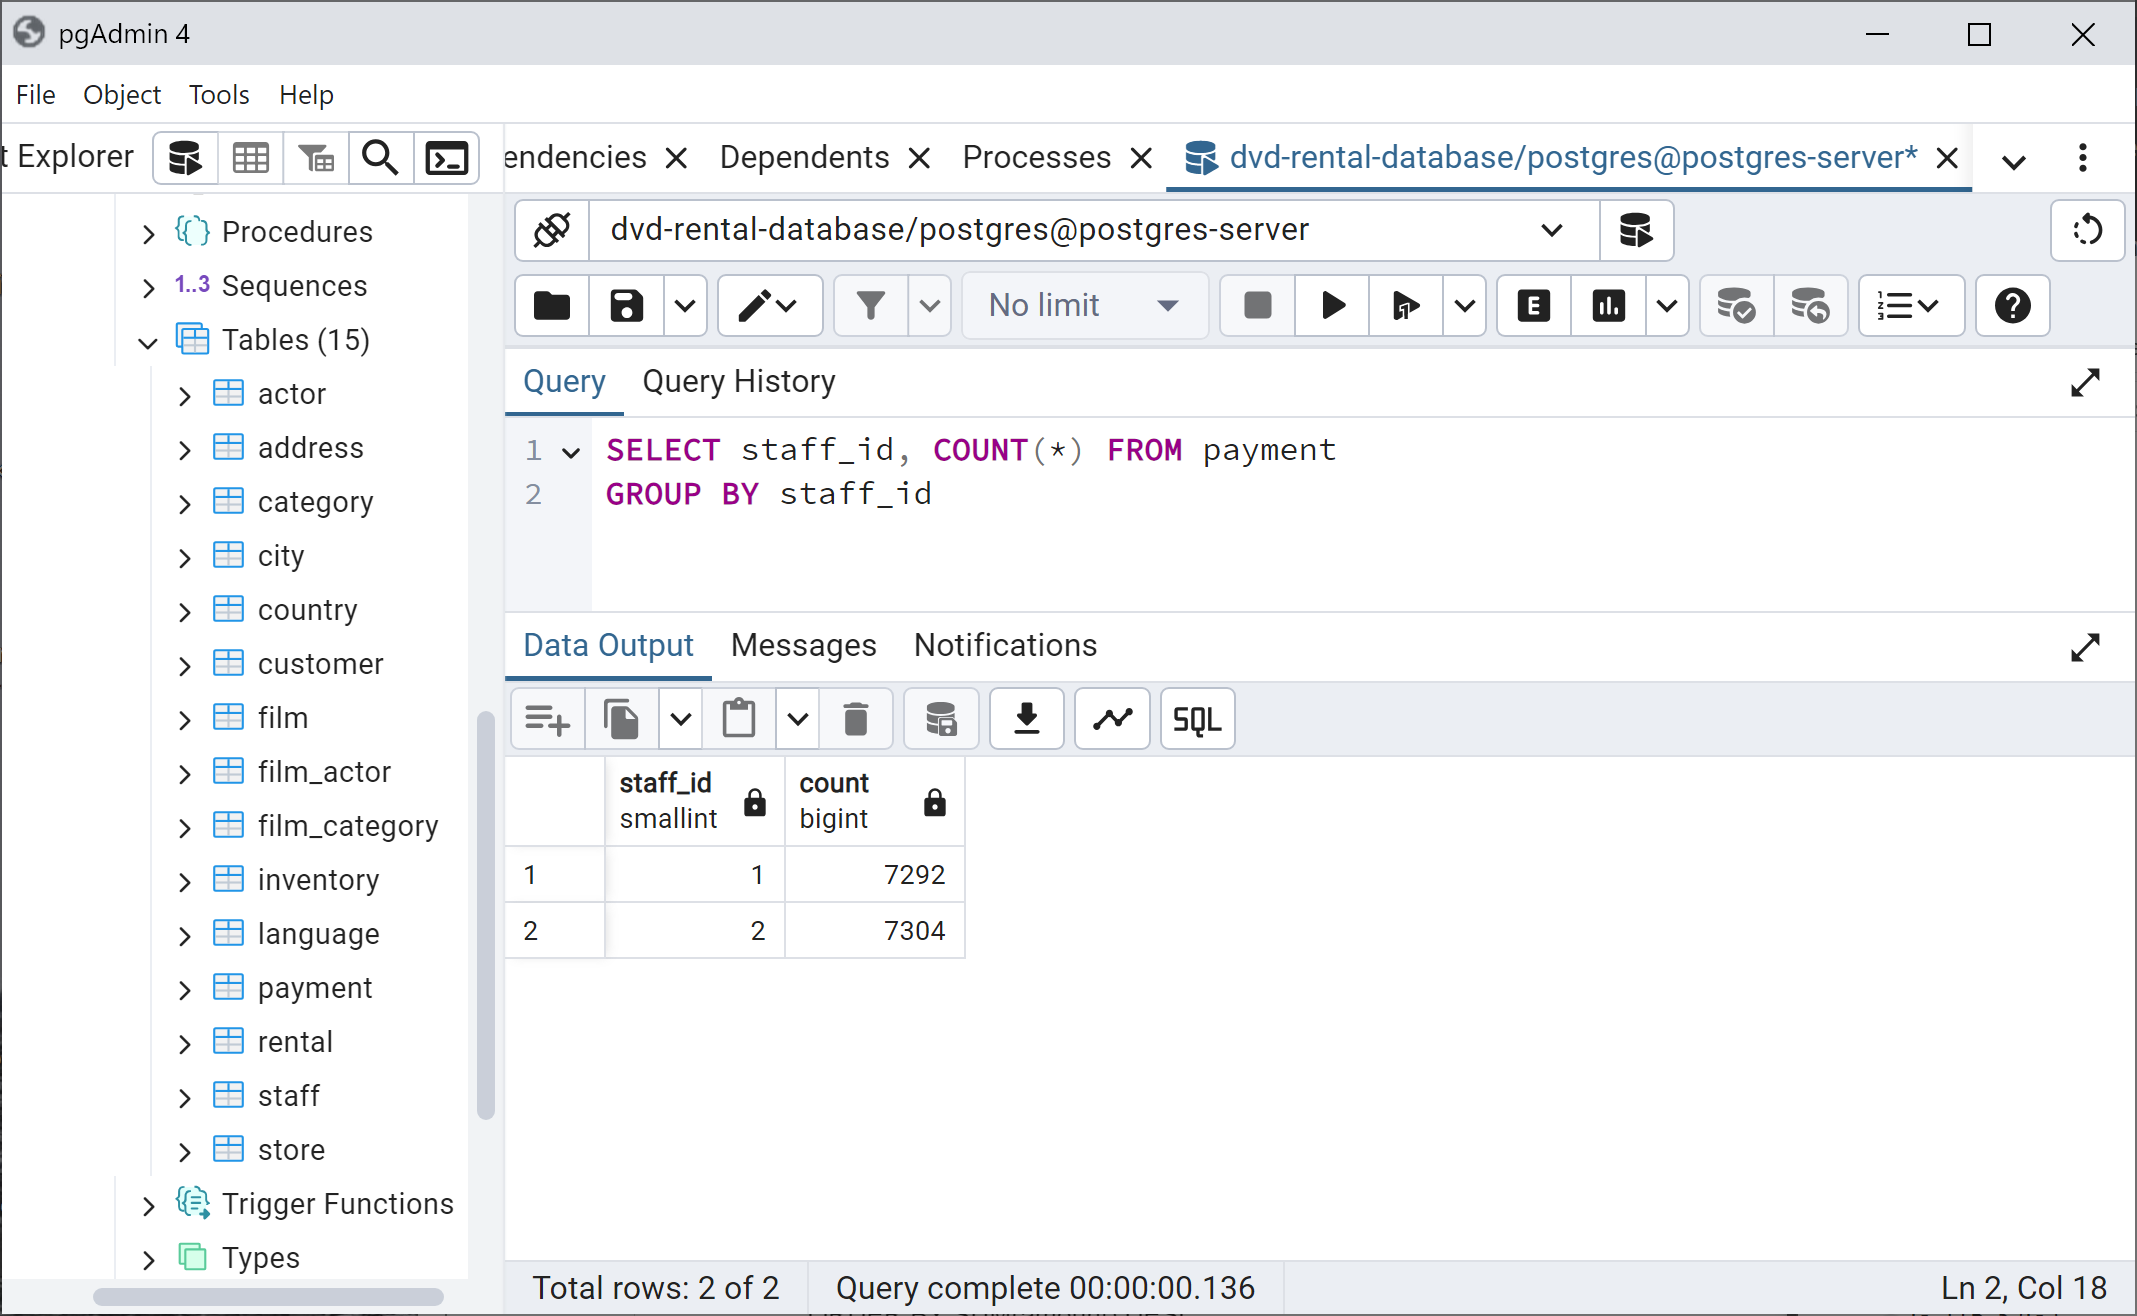 pgAdmin 4
File Object Tools Help
t Explorer
endencies Dependents Processes dvd-rental-database/postgres@postgres-server*
dvd-rental-database/postgres@postgres-server
No limit
E
Query Query History
1 SELECT staff_id, COUNT(*) FROM payment
2 GROUP BY staff_id
Data Output Messages Notifications
SQL
staff_id count
smallint bigint
1 1 7292
2 2 7304
Total rows: 2 of 2 Query complete 00:00:00.136 Ln 2, Col 18
Procedures
1..3 Sequences
Tables (15)
actor
address
category
city
country
customer
film
film_actor
film_category
inventory
language
payment
rental
staff
store
Trigger Functions
Types